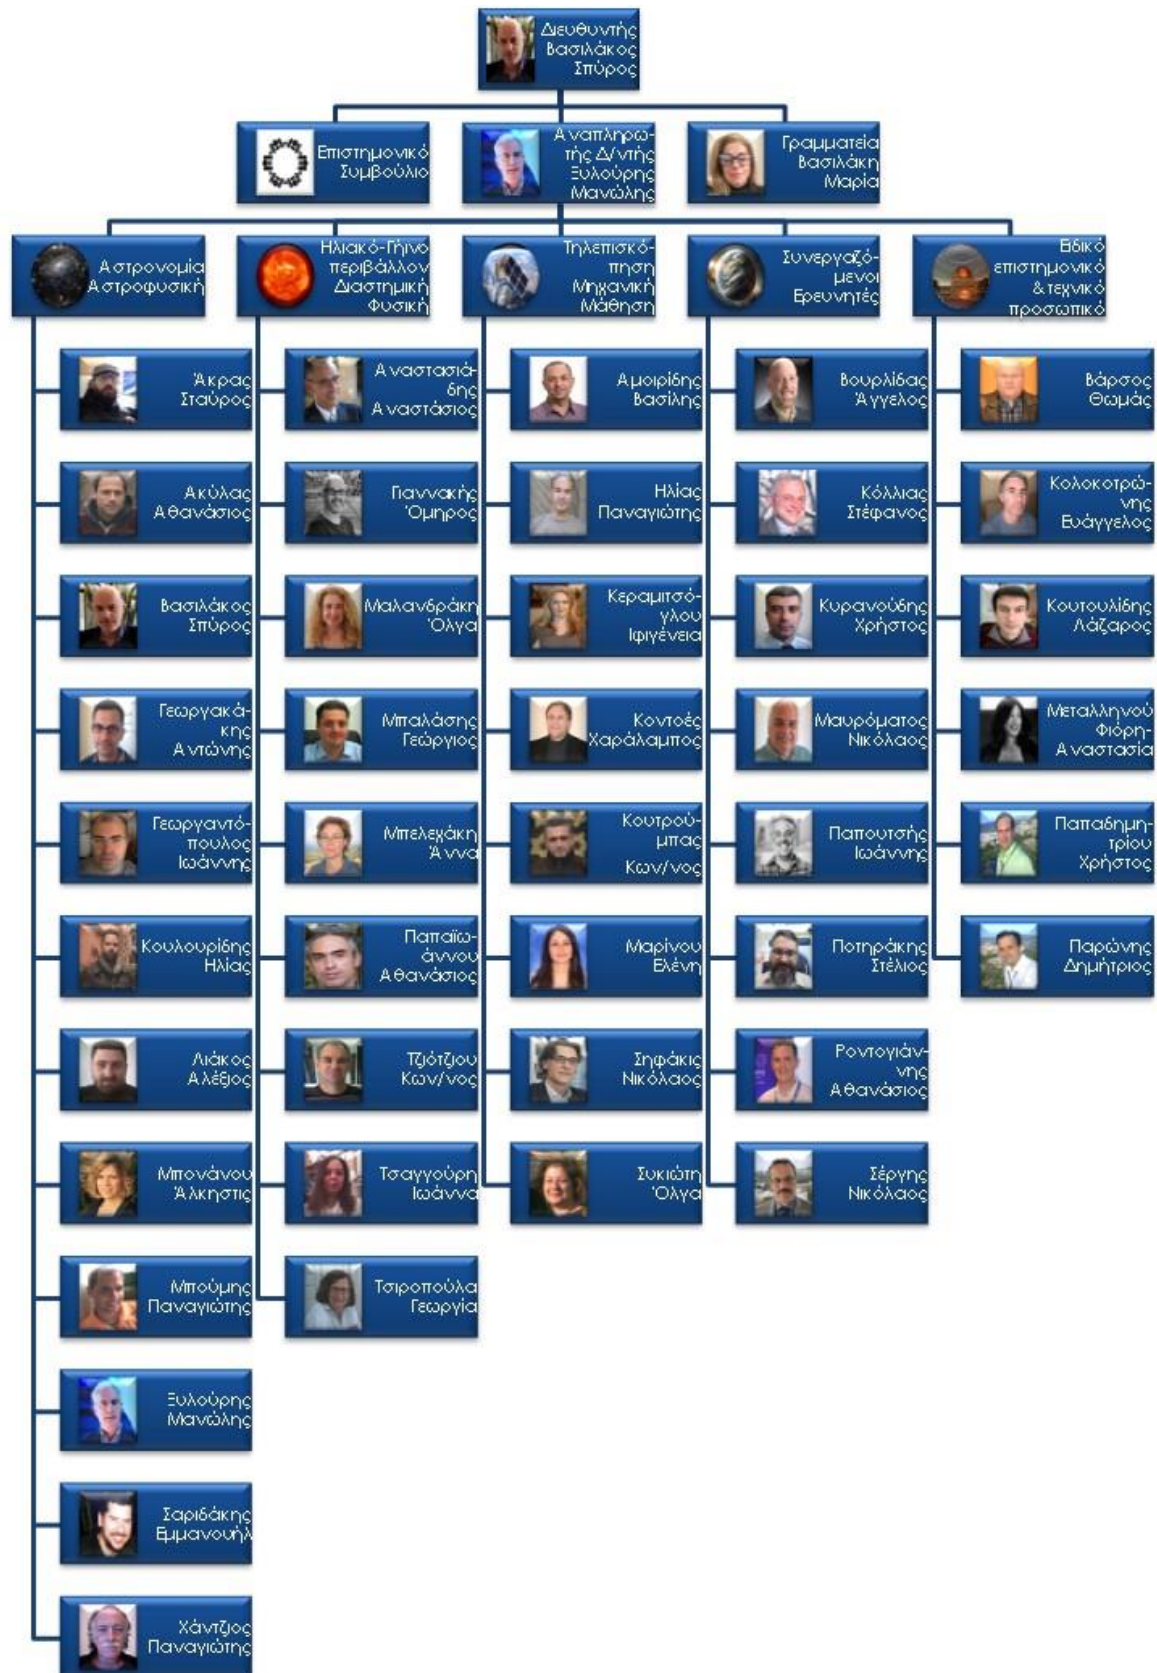 Διευθυντής
Βασιλάκος
Σπύρος
Επιστημονικό
Συμβούλιο
Αναπληρω-
τής Δ/ντής
Ξυλούρης
Μανώλης
Γραμματεία
Βασιλάκη
Μαρία
Αστρονομία
Αστροφυσική
Ηλιακό-Γήινο
περιβάλλον
Διαστημική
Φυσική
Τηλεπισκό-
πηση
Μηχανική
Μάθηση
Συνεργαζό-
μενοι
Ερευνητές
Ειδικό
επιστημονικό
& τεχνικό
προσωπικό
Άκρας
Σταύρος
Ακύλας
Αθανάσιος
Βασιλάκος
Σπύρος
Γεωργακά-
κης
Αντώνης
Γεωργαντό-
πουλος
Ιωάννης
Κουλουρίδης
Ηλίας
Λιάκος
Αλέξιος
Μπονάνου
Άλκηστις
Μπούμης
Παναγιώτης
Ξυλούρης
Μανώλης
Σαριδάκης
Εμμανουήλ
Χάντζιος
Παναγιώτης
Αναστασιά-
δης
Αναστάσιος
Γιαννακής
Όμηρος
Μαλανδράκη
Όλγα
Μπαλάσης
Γεώργιος
Μπελεχάκη
Άννα
Παπαϊω-
άννου
Αθανάσιος
Τζιότζιου
Κων/νος
Τσαγγούρη
Ιωάννα
Τσιροπούλα
Γεωργία
Αμοιρίδης
Βασίλης
Ηλίας
Παναγιώτης
Κεραμιτσό-
γλου
Ιφιγένεια
Κοντοές
Χαράλαμπος
Κουτρού-
μπας
Κων/νος
Μαρίνου
Ελένη
Σηφάκις
Νικόλαος
Συκιώτη
Όλγα
Βουρλίδας
Άγγελος
Κόλλιας
Στέφανος
Κυρανούδης
Χρήστος
Μαυρόματος
Νικόλαος
Παπουτσής
Ιωάννης
Ποτηράκης
Στέλιος
Ροντογιάν-
νης
Αθανάσιος
Σέργης
Νικόλαος
Βάρσος
Θωμάς
Κολοκοτρώ-
νης
Ευάγγελος
Κουτουλίδης
Λάζαρος
Μεταλληνού
Φιόρη-
Αναστασία
Παπαδημη-
τρίου
Χρήστος
Παρώνης
Δημήτριος